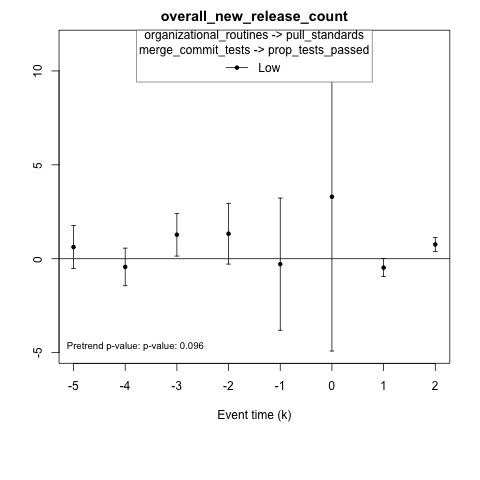 overall_new_release_count
organizational_routines -> pull_standards
merge_commit_tests -> prop_tests_passed
Low
10
5
0
-5
Pretrend p-value: p-value: 0.096
-5 -4 -3 -2 -1 0 1 2
Event time (k)